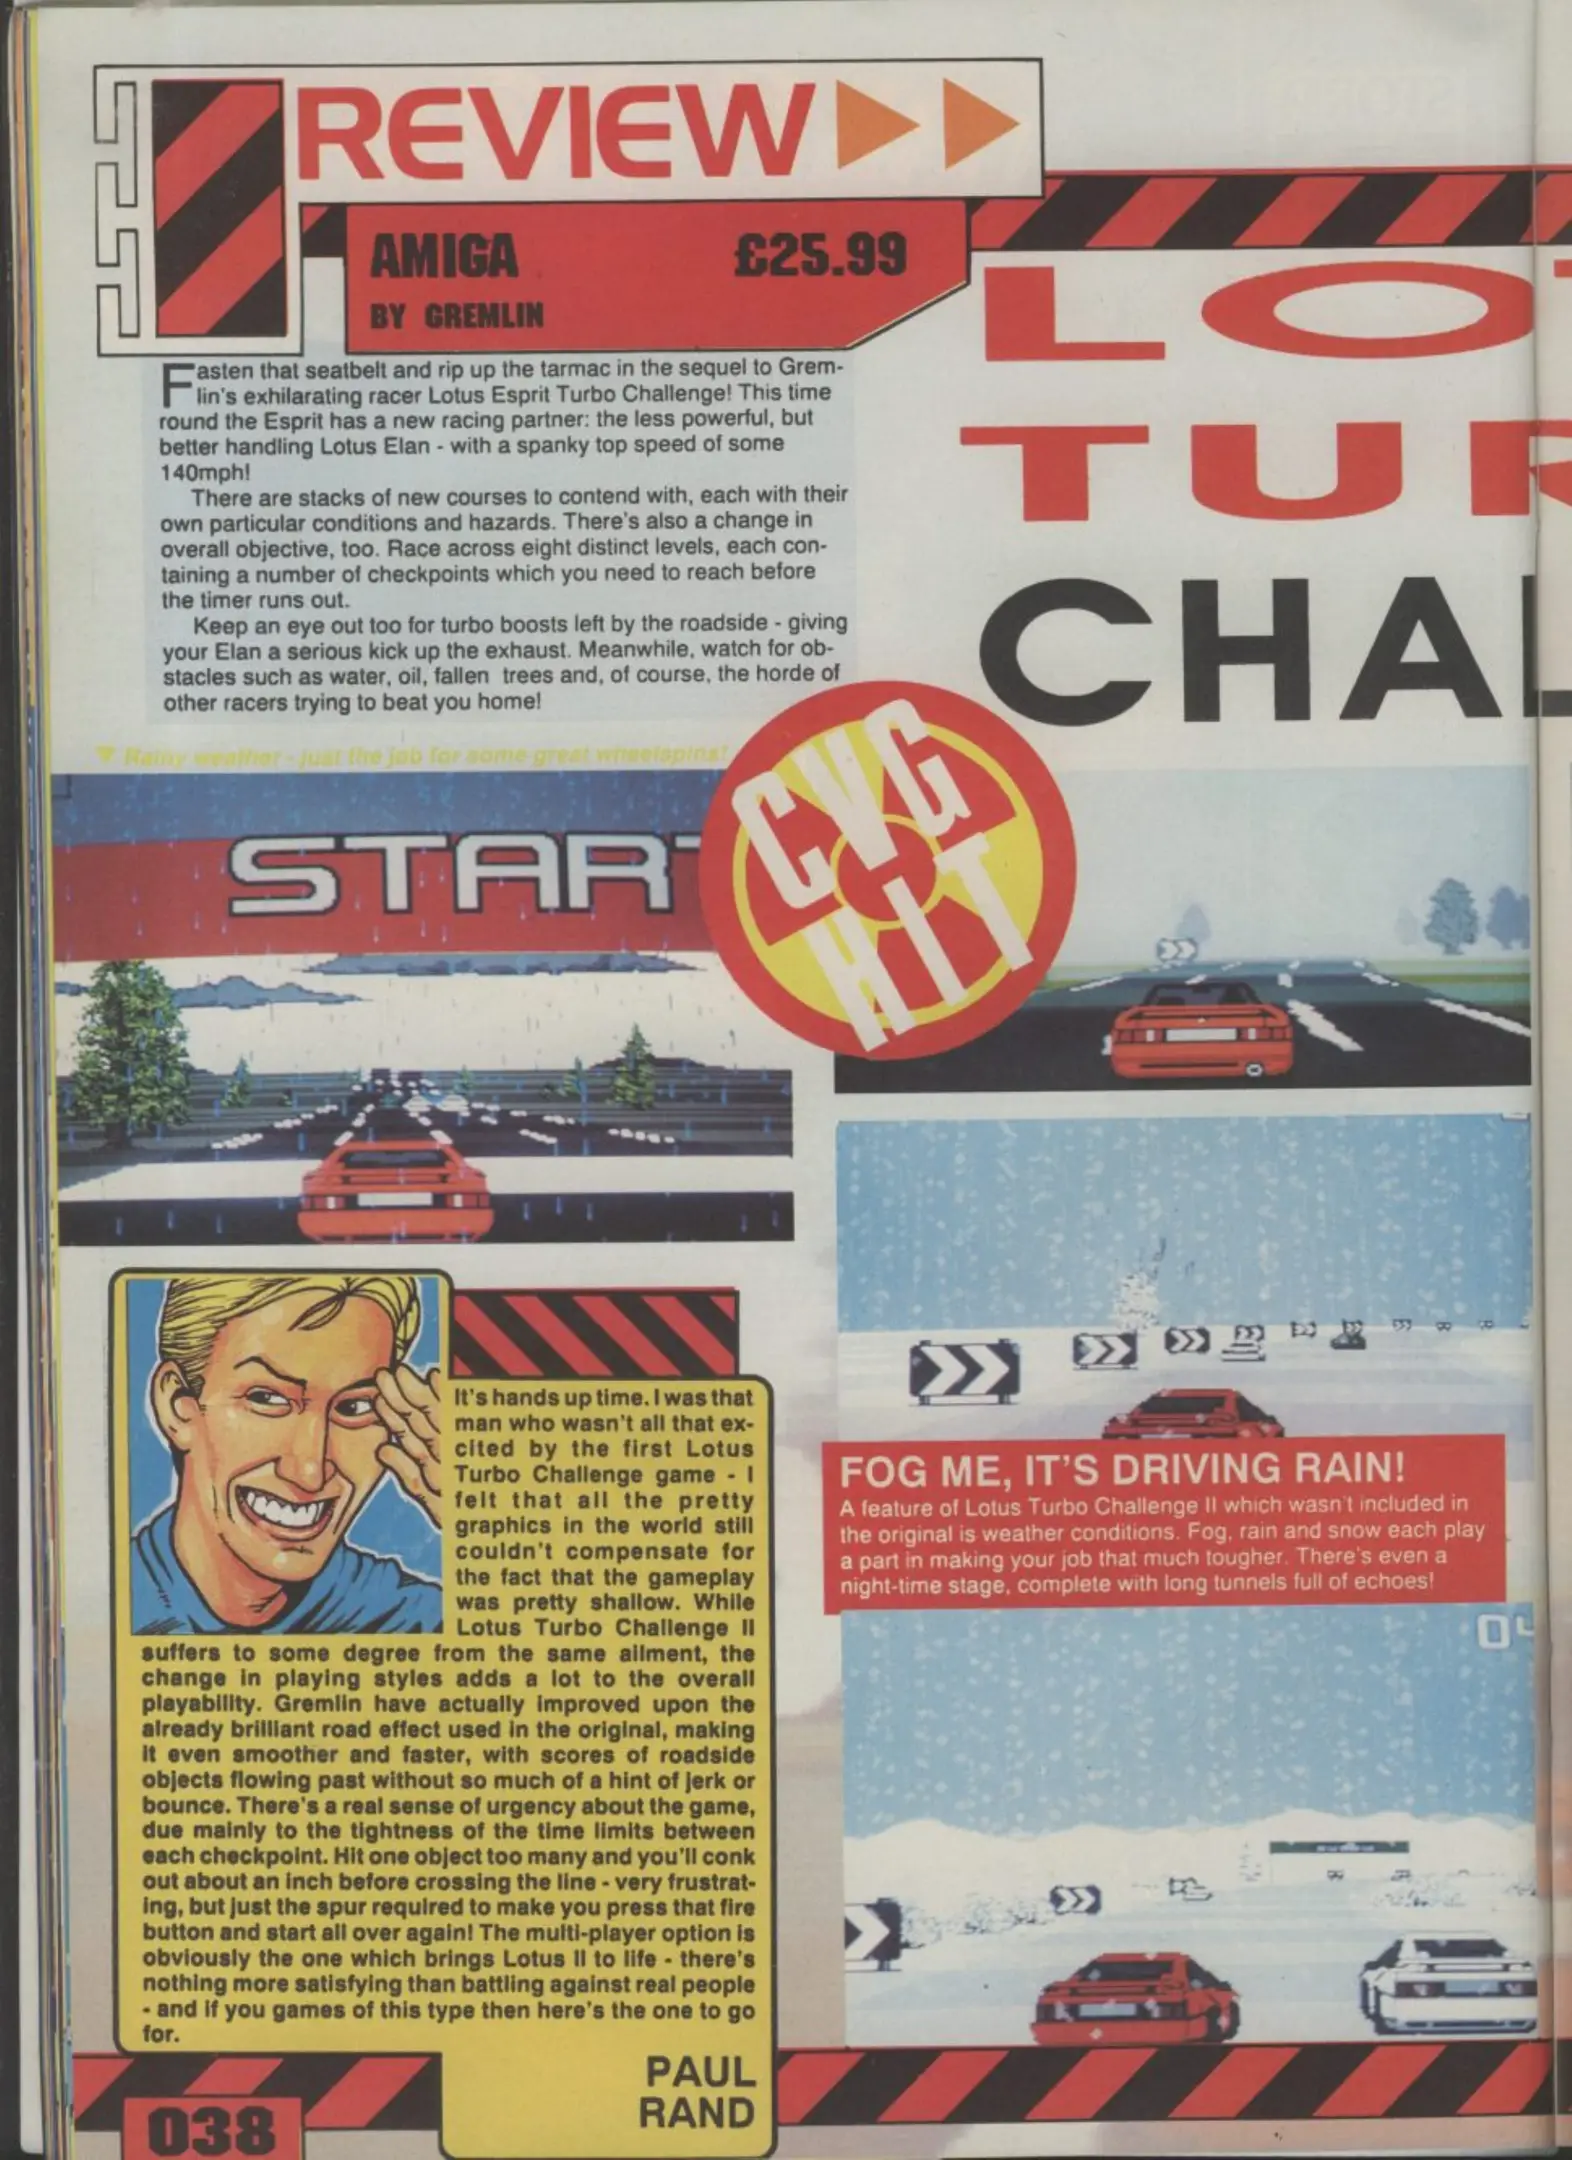 REVIEW
AMIGA £25.99
BY GREMLIN
LO
TUR
CHAL
Fasten that seatbelt and rip up the tarmac in the sequel to Grem-
lin's exhilarating racer Lotus Esprit Turbo Challenge! This time
round the Esprit has a new racing partner: the less powerful, but
better handling Lotus Elan - with a spanky top speed of some
140mph!
There are stacks of new courses to contend with, each with their
own particular conditions and hazards. There's also a change in
overall objective, too. Race across eight distinct levels, each con-
taining a number of checkpoints which you need to reach before
the timer runs out.
Keep an eye out too for turbo boosts left by the roadside - giving
your Elan a serious kick up the exhaust. Meanwhile, watch for ob-
stacles such as water, oil, fallen trees and, of course, the horde of
other racers trying to beat you home!
Rainy weather - just the job for some great wheelspins!
START
CVG
HIT
It's hands up time. I was that
man who wasn't all that ex-
cited by the first Lotus
Turbo Challenge game - I
felt that all the pretty
graphics in the world still
couldn't compensate for
the fact that the gameplay
was pretty shallow. While
Lotus Turbo Challenge II
suffers to some degree from the same ailment, the
change in playing styles adds a lot to the overall
playability. Gremlin have actually improved upon the
already brilliant road effect used in the original, making
it even smoother and faster, with scores of roadside
objects flowing past without so much of a hint of jerk or
bounce. There's a real sense of urgency about the game,
due mainly to the tightness of the time limits between
each checkpoint. Hit one object too many and you'll conk
out about an inch before crossing the line - very frustrat-
ing, but just the spur required to make you press that fire
button and start all over again! The multi-player option is
obviously the one which brings Lotus II to life - there's
nothing more satisfying than battling against real people
- and if you games of this type then here's the one to go
for.
PAUL
RAND
FOG ME, IT'S DRIVING RAIN!
A feature of Lotus Turbo Challenge II which wasn't included in
the original is weather conditions. Fog, rain and snow each play
a part in making your job that much tougher. There's even a
night-time stage, complete with long tunnels full of echoes!
04
038